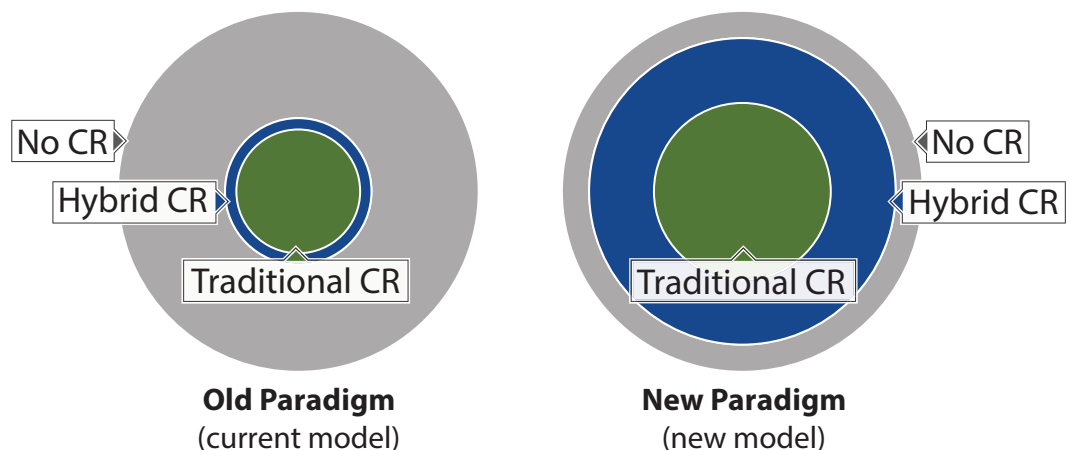 No CR
Hybrid CR
Traditional CR
Old Paradigm
(current model)
No CR
Hybrid CR
Traditional CR
New Paradigm
(new model)